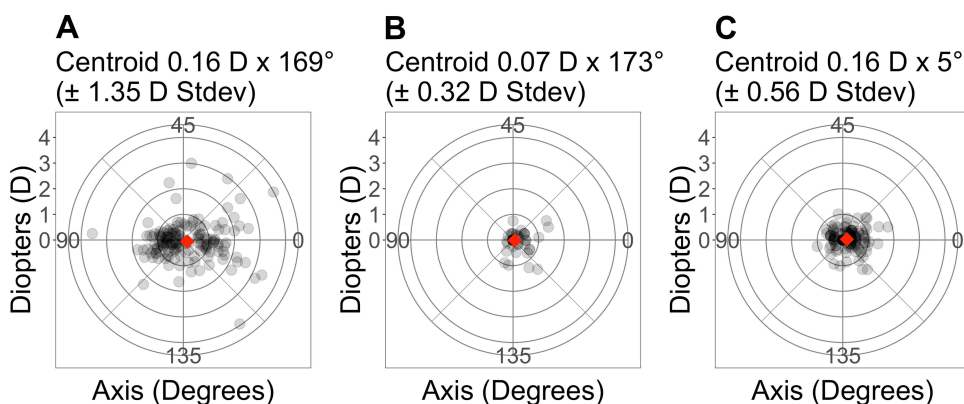 A
Centroid 0.16 D x 169°
(± 1.35 D Stdev)
45
4
3
2
1
0
90
0
135
Diopters (D)
Axis (Degrees)
B
Centroid 0.07 D x 173°
(± 0.32 D Stdev)
45
4
3
2
1
0
90
0
135
Diopters (D)
Axis (Degrees)
C
Centroid 0.16 D x 5°
(± 0.56 D Stdev)
45
4
3
2
1
0
90
0
135
Diopters (D)
Axis (Degrees)